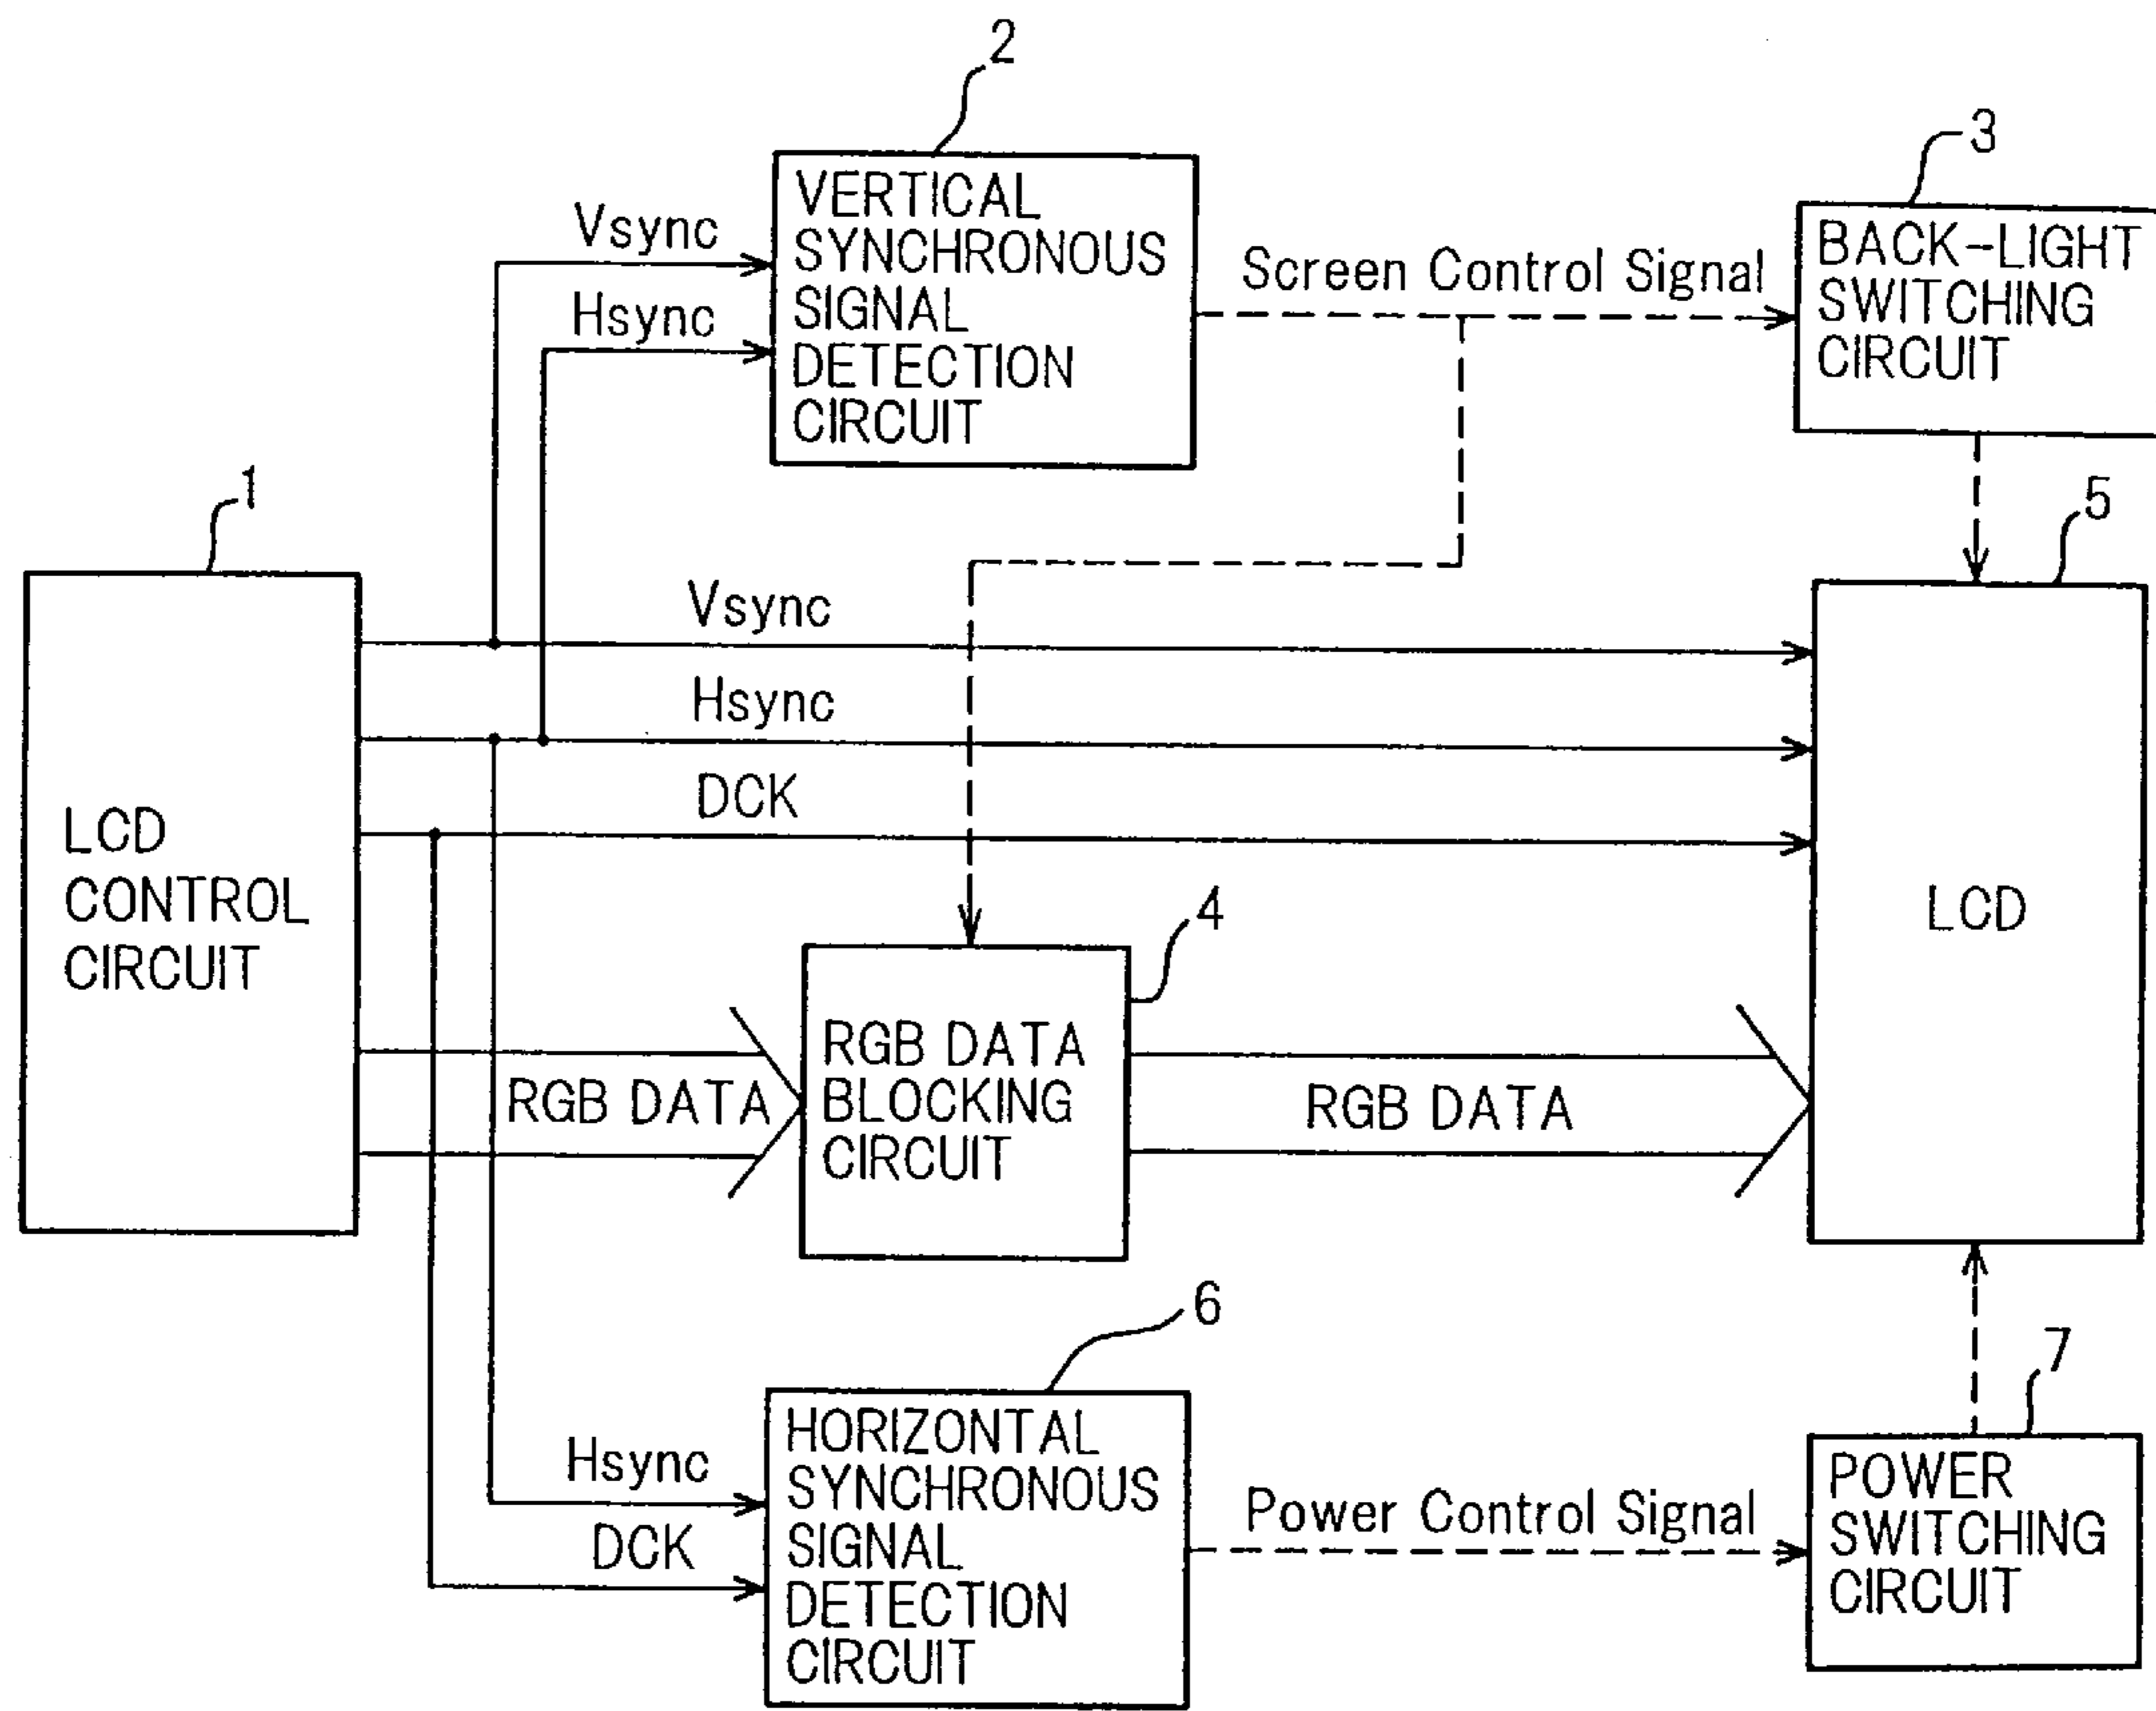 2
3
VERTICAL
SYNCHRONOUS
SIGNAL
DETECTION
CIRCUIT
Vsync
Hsync
Screen Control Signal
BACK-LIGHT
SWITCHING
CIRCUIT
1
5
Vsync
Hsync
DCK
LCD
CONTROL
CIRCUIT
4
LCD
RGB DATA
RGB DATA
BLOCKING
CIRCUIT
RGB DATA
6
7
Hsync
DCK
HORIZONTAL
SYNCHRONOUS
SIGNAL
DETECTION
CIRCUIT
Power Control Signal
POWER
SWITCHING
CIRCUIT